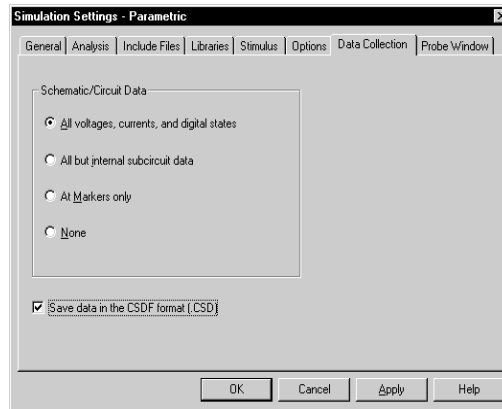 Simulation Settings - Parametric
General Analysis Include Files Libraries Stimulus Options Data Collection Probe Window
Schematic/Circuit Data
All voltages, currents, and digital states
All but internal subcircuit data
At Markers only
None
Save data in the CSDF format (.CSD)
OK Cancel Apply Help